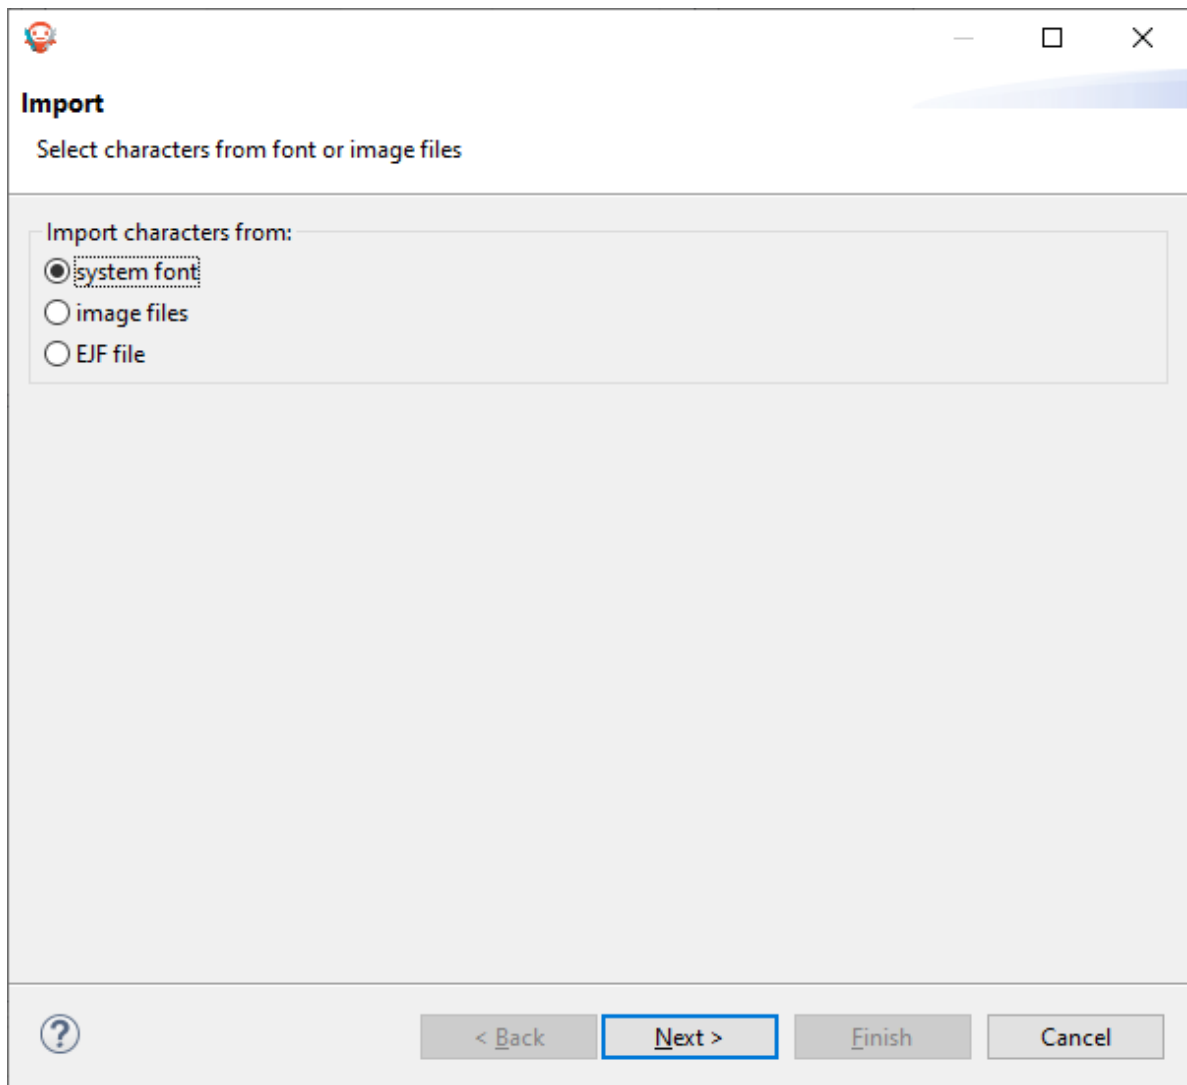 Import
Select characters from font or image files
Import characters from:
system font
image files
EJF file
?
< Back
Next >
Finish
Cancel